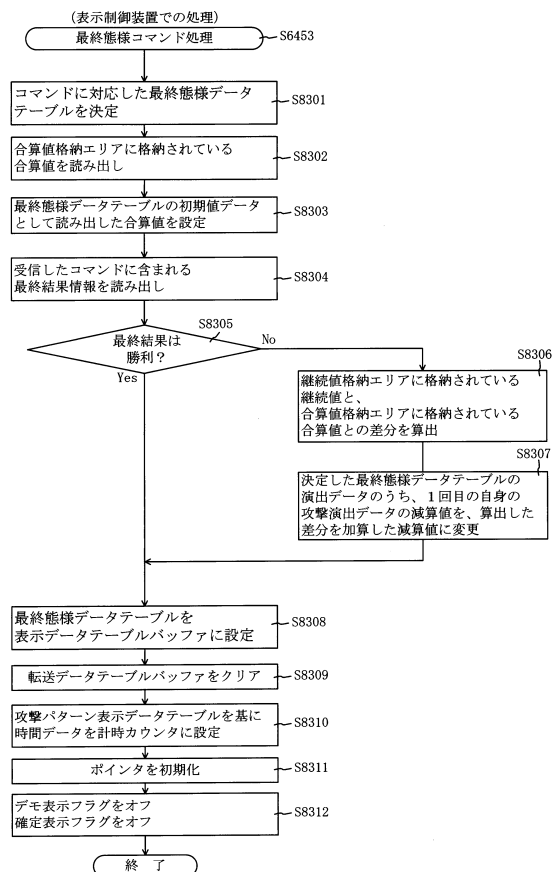 (表示制御装置での処理)
最終態様コマンド処理
S6453
コマンドに対応した最終態様データ
テーブルを決定
S8301
合算値格納エリアに格納されている
合算値を読み出し
S8302
最終態様データテーブルの初期値データ
として読み出した合算値を設定
S8303
受信したコマンドに含まれる
最終結果情報を読み出し
S8304
S8305
最終結果は
勝利?
No
Yes
S8306
継続値格納エリアに格納されている
継続値と、
合算値格納エリアに格納されている
合算値との差分を算出
S8307
決定した最終態様データテーブルの
演出データのうち、1回目の自身の
攻撃演出データの減算値を、算出した
差分を加算した減算値に変更
最終態様データテーブルを
表示データテーブルバッファに設定
S8308
転送データテーブルバッファをクリア
S8309
攻撃パターン表示データテーブルを基に
時間データを計時カウンタに設定
S8310
ポインタを初期化
S8311
デモ表示フラグをオフ
確定表示フラグをオフ
S8312
終 了